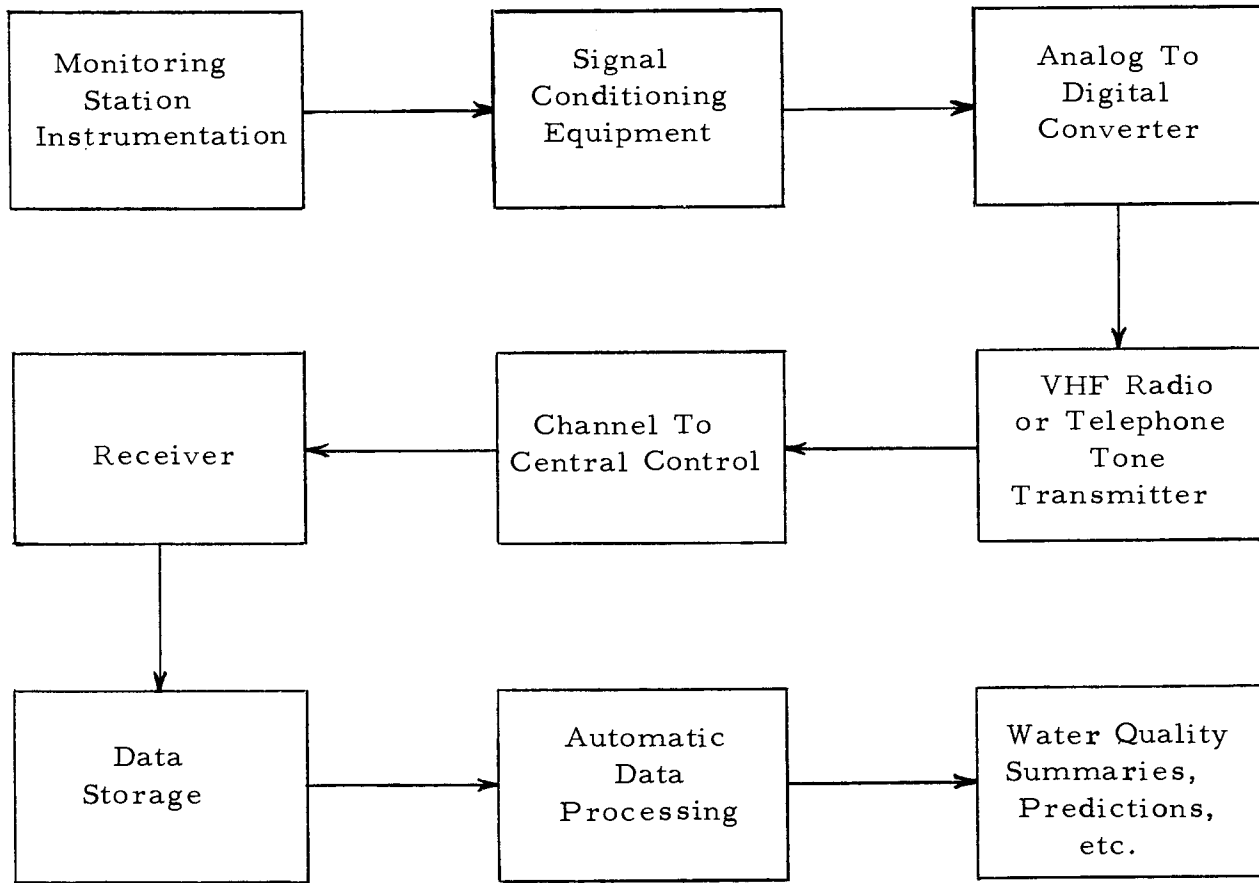 Monitoring
Station
Instrumentation
Signal
Conditioning
Equipment
Analog To
Digital
Converter
VHF Radio
or Telephone
Tone
Transmitter
Channel To
Central Control
Receiver
Data
Storage
Automatic
Data
Processing
Water Quality
Summaries,
Predictions,
etc.